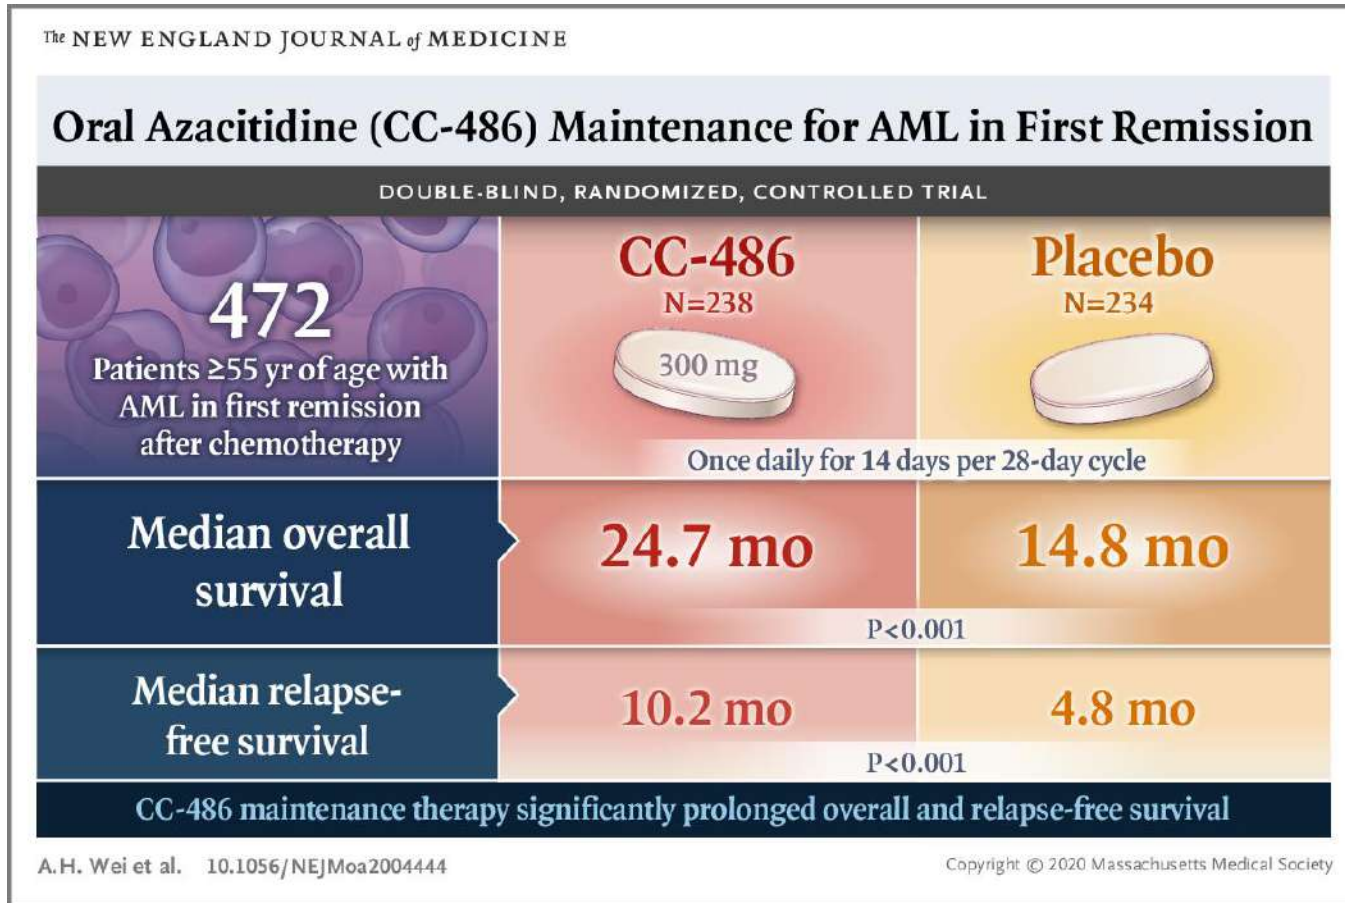 The NEW ENGLAND JOURNAL of MEDICINE
Oral Azacitidine (CC-486) Maintenance for AML in First Remission
DOUBLE-BLIND, RANDOMIZED, CONTROLLED TRIAL
472
Patients ≥55 yr of age with
AML in first remission
after chemotherapy
CC-486
N=238
300 mg
Placebo
N=234
Once daily for 14 days per 28-day cycle
Median overall
survival
24.7 mo
14.8 mo
P<0.001
Median relapse-
free survival
10.2 mo
4.8 mo
P<0.001
CC-486 maintenance therapy significantly prolonged overall and relapse-free survival
A.H. Wei et al. 10.1056/NEJMoa2004444
Copyright © 2020 Massachusetts Medical Society